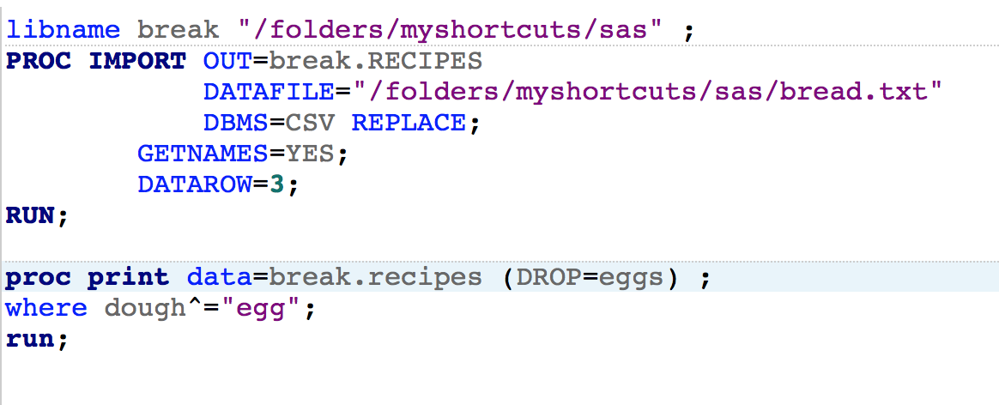 libname break "/folders/myshortcuts/sas" ;
PROC IMPORT OUT=break.RECIPES
DATAFILE="/folders/myshortcuts/sas/bread.txt"
DBMS=CSV REPLACE;
GETNAMES=YES;
DATAROW=3;
RUN;
proc print data=break.recipes (DROP=eggs) ;
where dough^="egg";
run;